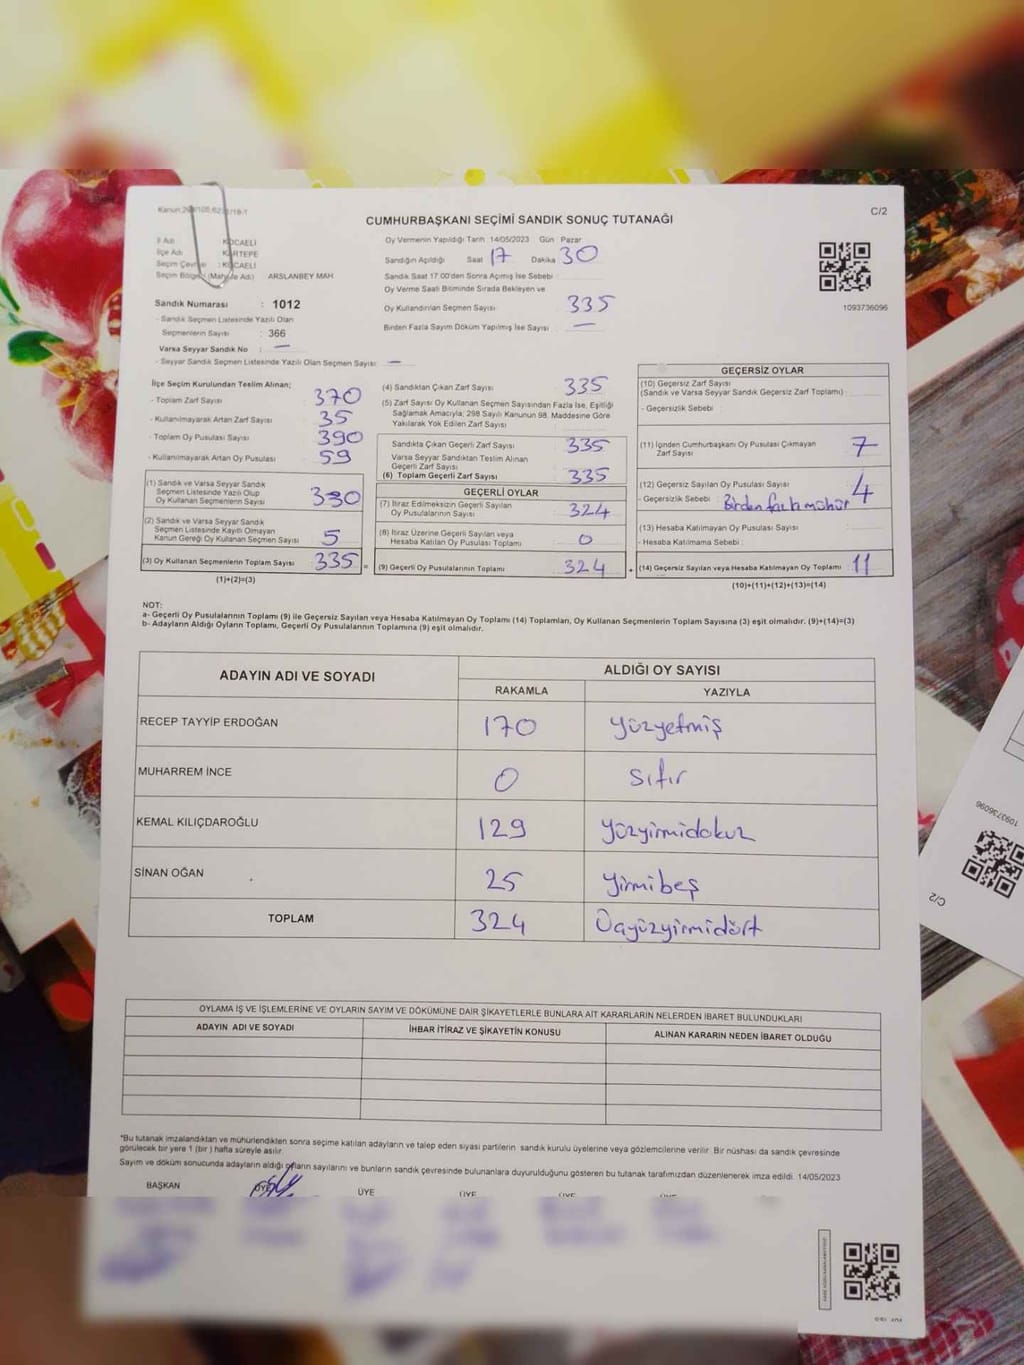 CUMHURBAŞKANI SEÇİMİ SANDIK SONUÇ TUTANAĞI
C/2
İl Adı KOCAELİ
İlçe Adı KARTEPE
Seçim Çevresi : KOCAELİ
Seçim Bölgesi (Mahalle Adı) ARSLANBEY MAH
Sandık Numarası : 1012
- Sandık Seçmen Listesinde Yazılı Olan
Seçmenlerin Sayısı : 366
Varsa Seyyar Sandık No : —
- Seyyar Sandık Seçmen Listesinde Yazılı Olan Seçmen Sayısı : —
Oy Vermenin Yapıldığı Tarih 14/05/2023 Gün Pazar
Sandığın Açıldığı Saat 17 Dakika 30
Sandık Saat 17.00'den Sonra Açılmış İse Sebebi
Oy Verme Saati Bitiminde Sırada Bekleyen ve
Oy Kullandırılan Seçmen Sayısı 335
Birden Fazla Sayım Döküm Yapılmış İse Sayısı —
1093736096
İlçe Seçim Kurulundan Teslim Alınan;
- Toplam Zarf Sayısı 370
- Kullanılmayarak Artan Zarf Sayısı 35
- Toplam Oy Pusulası Sayısı 390
- Kullanılmayarak Artan Oy Pusulası 59
(1) Sandık ve Varsa Seyyar Sandık
Seçmen Listesinde Yazılı Olup
Oy Kullanan Seçmenlerin Sayısı 330
(2) Sandık ve Varsa Seyyar Sandık
Seçmen Listesinde Kayıtlı Olmayan
Kanun Gereği Oy Kullanan Seçmen Sayısı 5
(3) Oy Kullanan Seçmenlerin Toplam Sayısı 335 =
(1)+(2)=(3)
(4) Sandıktan Çıkan Zarf Sayısı 335
(5) Zarf Sayısı Oy Kullanan Seçmen Sayısından Fazla İse, Eşitliği
Sağlamak Amacıyla; 298 Sayılı Kanunun 98. Maddesine Göre
Yakılarak Yok Edilen Zarf Sayısı
Sandıkta Çıkan Geçerli Zarf Sayısı 335
Varsa Seyyar Sandıktan Teslim Alınan
Geçerli Zarf Sayısı
(6) Toplam Geçerli Zarf Sayısı 335
GEÇERLİ OYLAR
(7) İtiraz Edilmeksizin Geçerli Sayılan
Oy Pusulalarının Sayısı 324
(8) İtiraz Üzerine Geçerli Sayılan veya
Hesaba Katılan Oy Pusulası Toplamı 0
(9) Geçerli Oy Pusulalarının Toplamı 324 +
GEÇERSİZ OYLAR
(10) Geçersiz Zarf Sayısı
(Sandık ve Varsa Seyyar Sandık Geçersiz Zarf Toplamı)
- Geçersizlik Sebebi :
(11) İçinden Cumhurbaşkanı Oy Pusulası Çıkmayan
Zarf Sayısı 7
(12) Geçersiz Sayılan Oy Pusulası Sayısı 4
- Geçersizlik Sebebi : Birden fazla mühür
(13) Hesaba Katılmayan Oy Pusulası Sayısı
- Hesaba Katılmama Sebebi :
(14) Geçersiz Sayılan veya Hesaba Katılmayan Oy Toplamı 11
(10)+(11)+(12)+(13)=(14)
NOT:
a- Geçerli Oy Pusulalarının Toplamı (9) ile Geçersiz Sayılan veya Hesaba Katılmayan Oy Toplamı (14) Toplamları, Oy Kullanan Seçmenlerin Toplam Sayısına (3) eşit olmalıdır. (9)+(14)=(3)
b- Adayların Aldığı Oyların Toplamı, Geçerli Oy Pusulalarının Toplamına (9) eşit olmalıdır.
ADAYIN ADI VE SOYADI ALDIĞI OY SAYISI
RAKAMLA YAZIYLA
RECEP TAYYİP ERDOĞAN 170 Yüzyetmiş
MUHARREM İNCE 0 Sıfır
KEMAL KILIÇDAROĞLU 129 Yüzyirmidokuz
SİNAN OĞAN 25 Yirmibeş
TOPLAM 324 Üçyüzyirmidört
OYLAMA İŞ VE İŞLEMLERİNE VE OYLARIN SAYIM VE DÖKÜMÜNE DAİR ŞİKAYETLERLE BUNLARA AİT KARARLARIN NELERDEN İBARET BULUNDUKLARI
ADAYIN ADI VE SOYADI İHBAR İTİRAZ VE ŞİKAYETİN KONUSU ALINAN KARARIN NEDEN İBARET OLDUĞU
*Bu tutanak imzalandıktan ve mühürlendikten sonra seçime katılan adayların ve talep eden siyasi partilerin sandık kurulu üyelerine veya gözlemcilerine verilir. Bir nüshası da sandık çevresinde
görülecek bir yere 1 (bir) hafta süreyle asılır.
Sayım ve döküm sonucunda adayların aldığı oyların sayılarını ve bunların sandık çevresinde bulunanlara duyurulduğunu gösteren bu tutanak tarafımızdan düzenlenerek imza edildi. 14/05/2023
BAŞKAN ÜYE ÜYE ÜYE ÜYE ÜYE
1093736096
C/2